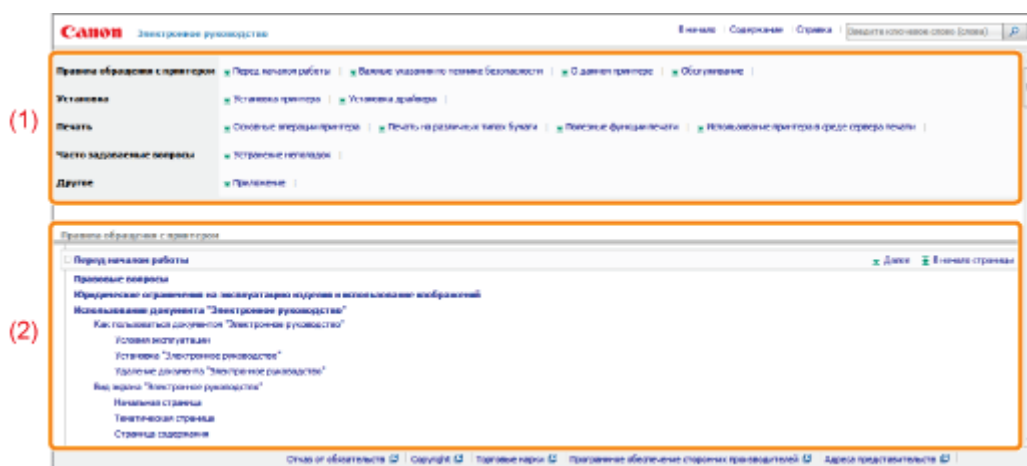 Canon Электронное руководство В начало Содержание Справка Введите ключевое слово (слова)
(1)
Правила обращения с принтером Перед началом работы Важные указания по технике безопасности О данном принтере Обслуживание
Установка Установка принтера Установка драйвера
Печать Основные операции принтера Печать на различных типах бумаги Полезные функции печати Использование принтера в среде сервера печати
Часто задаваемые вопросы Устранение неполадок
Другое Приложение
(2)
Правила обращения с принтером
Перед началом работы Далее В начало страницы
Правовые вопросы
Юридические ограничения на эксплуатацию изделия и использование изображений
Использование документа "Электронное руководство"
Как пользоваться документом "Электронное руководство"
Условия эксплуатации
Установка "Электронное руководство"
Удаление документа "Электронное руководство"
Вид экрана "Электронное руководство"
Начальная страница
Тематическая страница
Страница содержания
Отказ от обязательств Copyright Торговые марки Программное обеспечение сторонних производителей Адреса представительств